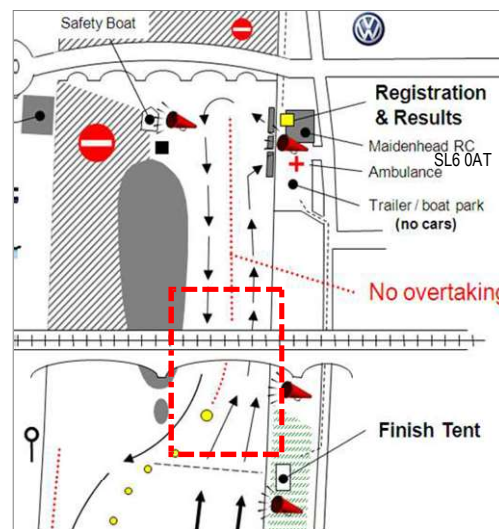 Safety Boat
Registration
& Results
Maidenhead RC
SL6 0AT
Ambulance
Trailer / boat park
(no cars)
No overtaking
Finish Tent